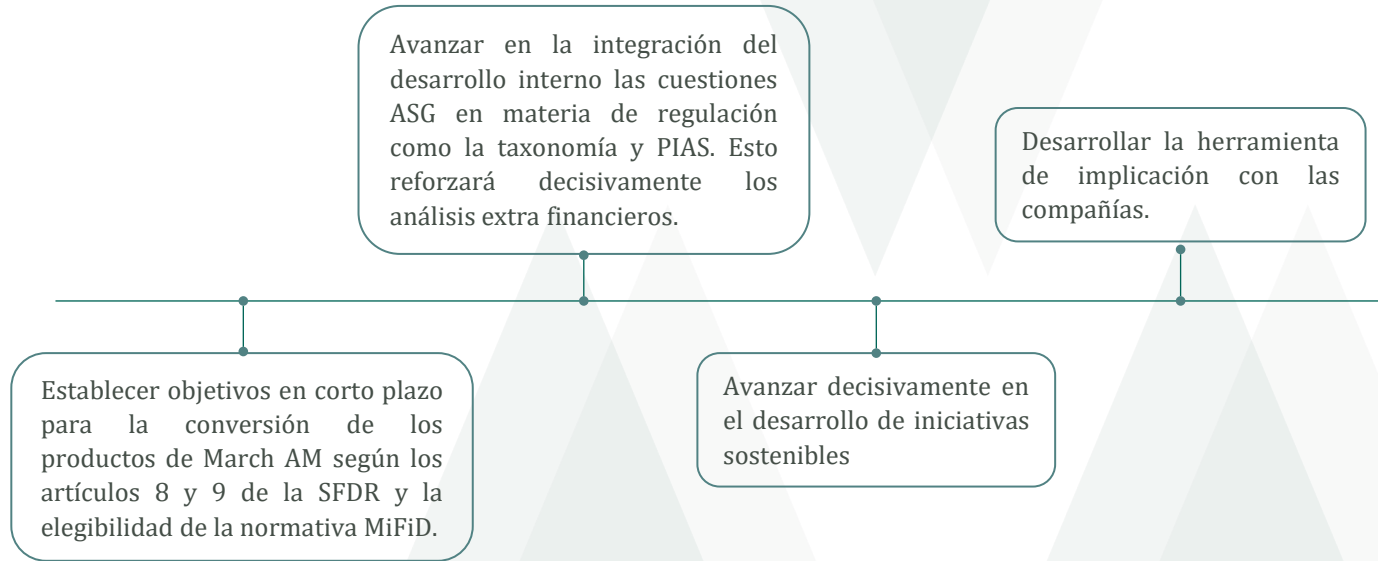 Avanzar en la integración del
desarrollo interno las cuestiones
ASG en materia de regulación
como la taxonomía y PIAS. Esto
reforzará decisivamente los
análisis extra financieros.
Desarrollar la herramienta
de implicación con las
compañías.
Establecer objetivos en corto plazo
para la conversión de los
productos de March AM según los
artículos 8 y 9 de la SFDR y la
elegibilidad de la normativa MiFiD.
Avanzar decisivamente en
el desarrollo de iniciativas
sostenibles